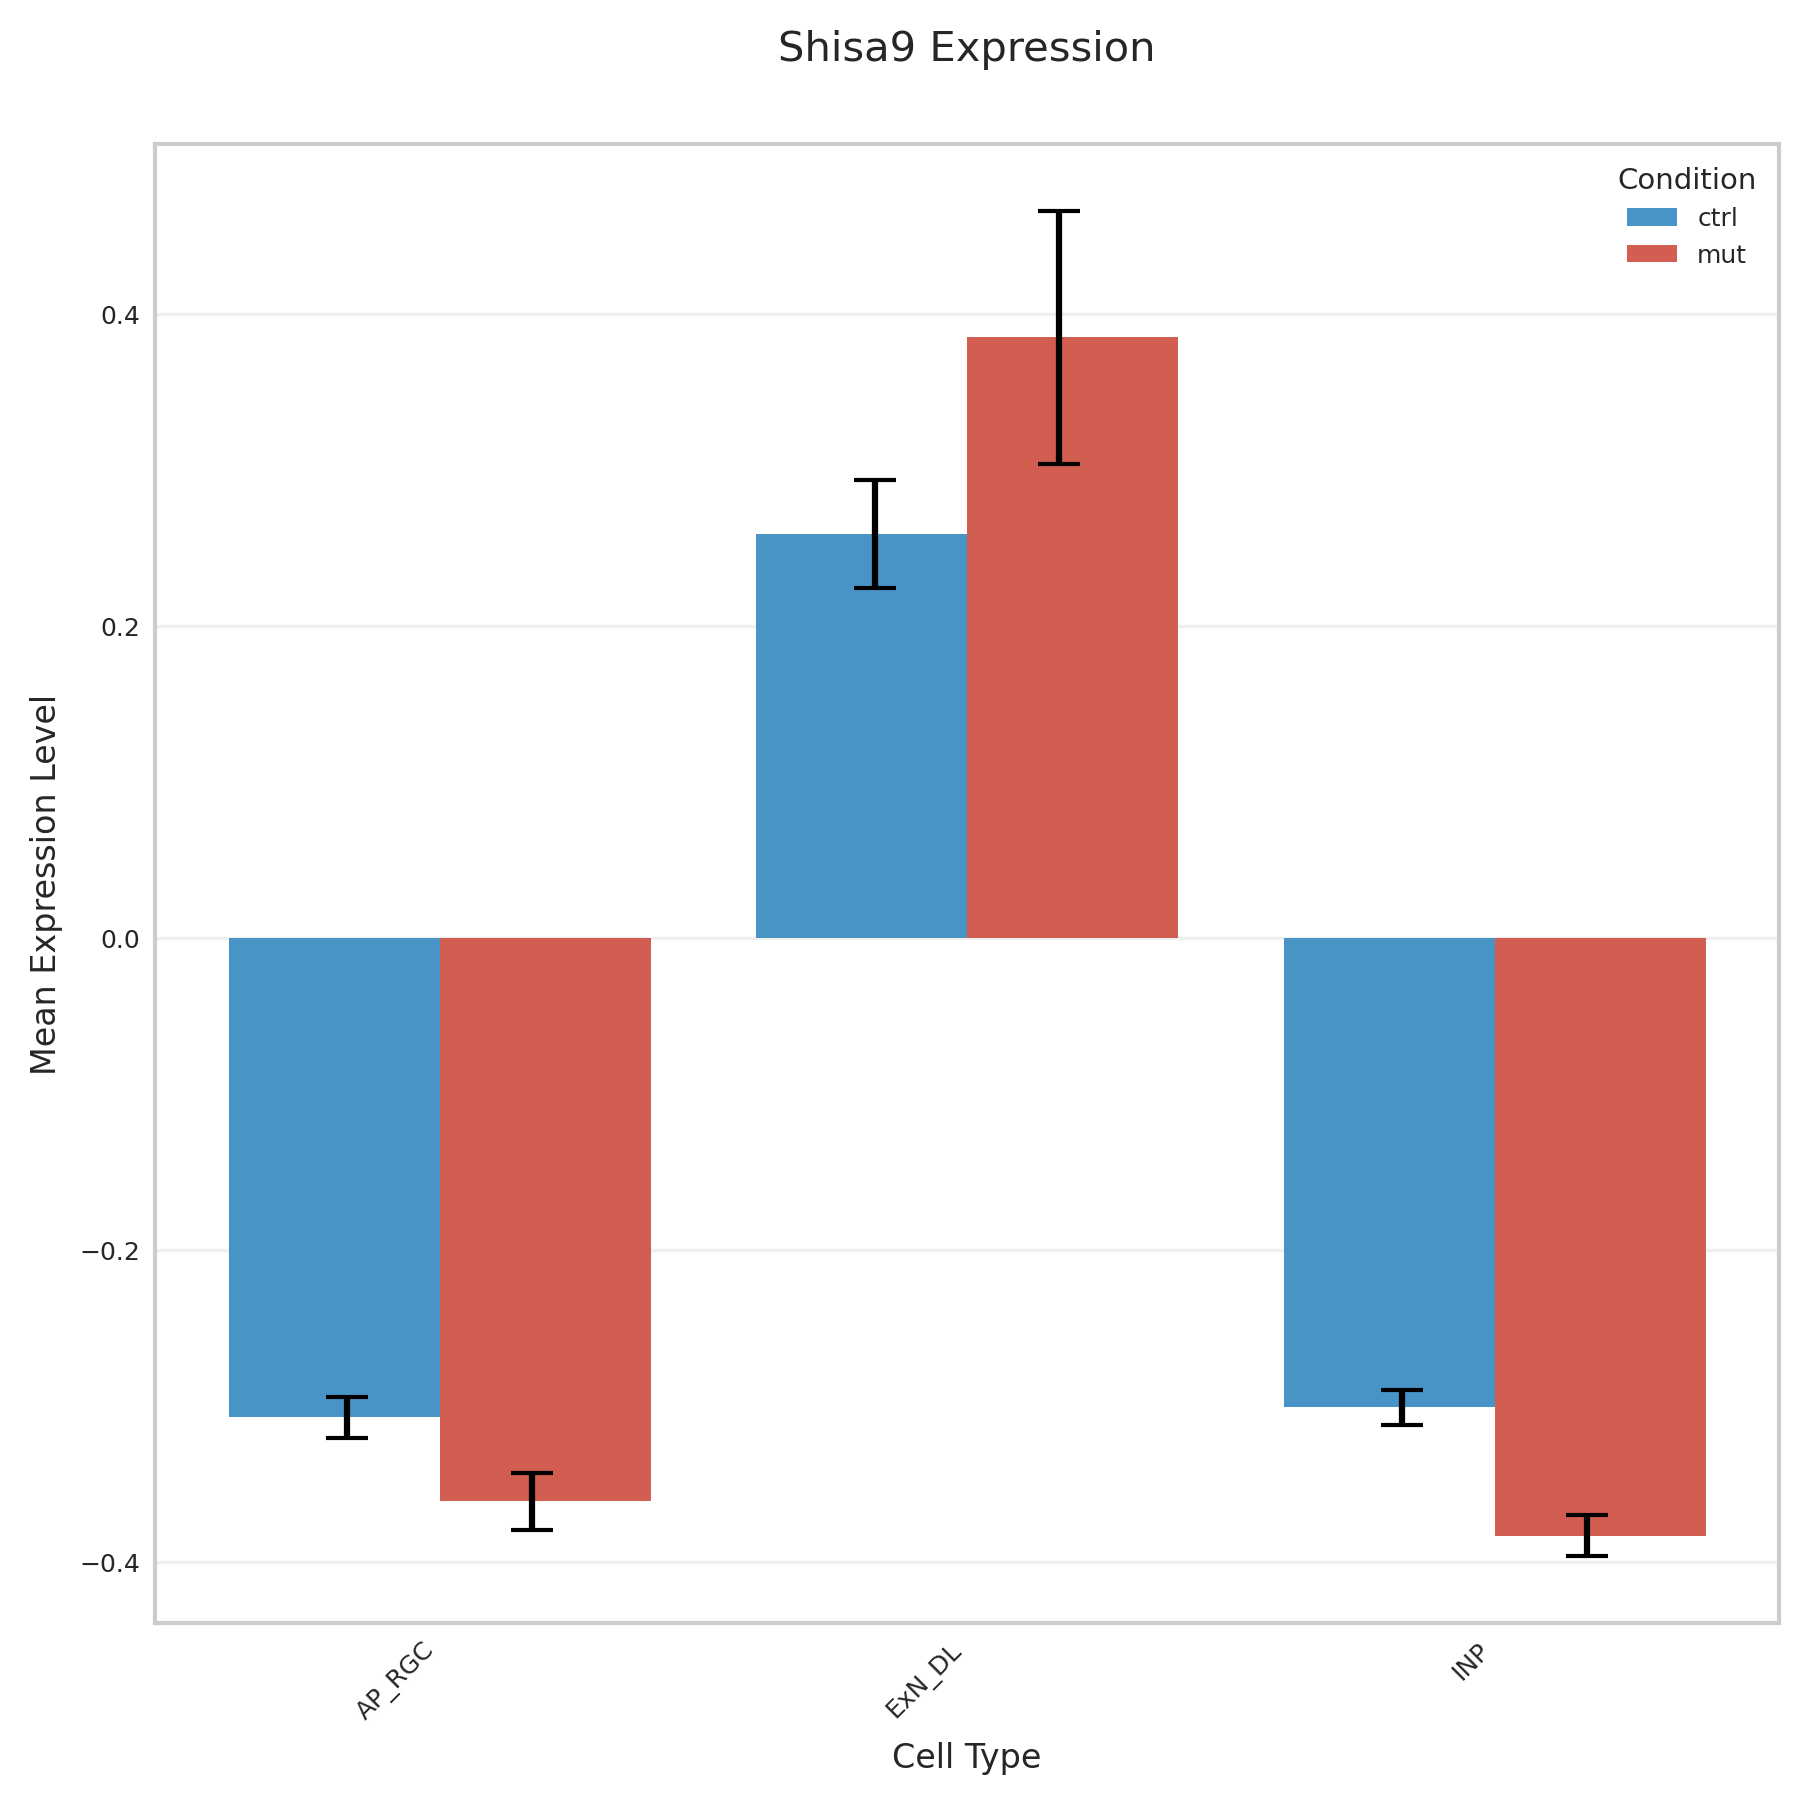 Shisa9 Expression
Condition
ctrl
mut
0.4
0.2
0.0
−0.2
−0.4
Mean Expression Level
AP_RGC
ExN_DL
INP
Cell Type